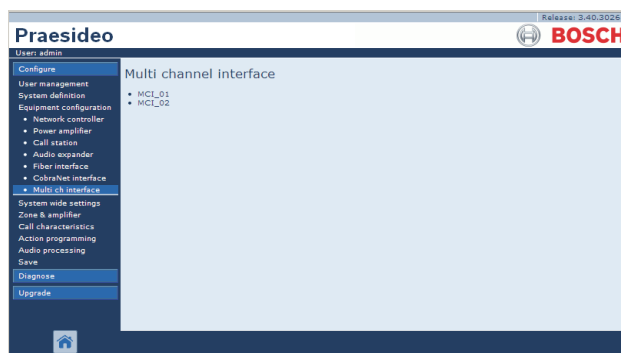 Release: 3.40.3026
Praesideo
BOSCH
User: admin
Configure
User management
System definition
Equipment configuration
• Network controller
• Power amplifier
• Call station
• Audio expander
• Fiber interface
• CobraNet interface
• Multi ch interface
System wide settings
Zone & amplifier
Call characteristics
Action programming
Audio processing
Save
Diagnose
Upgrade
Multi channel interface
• MCI_01
• MCI_02